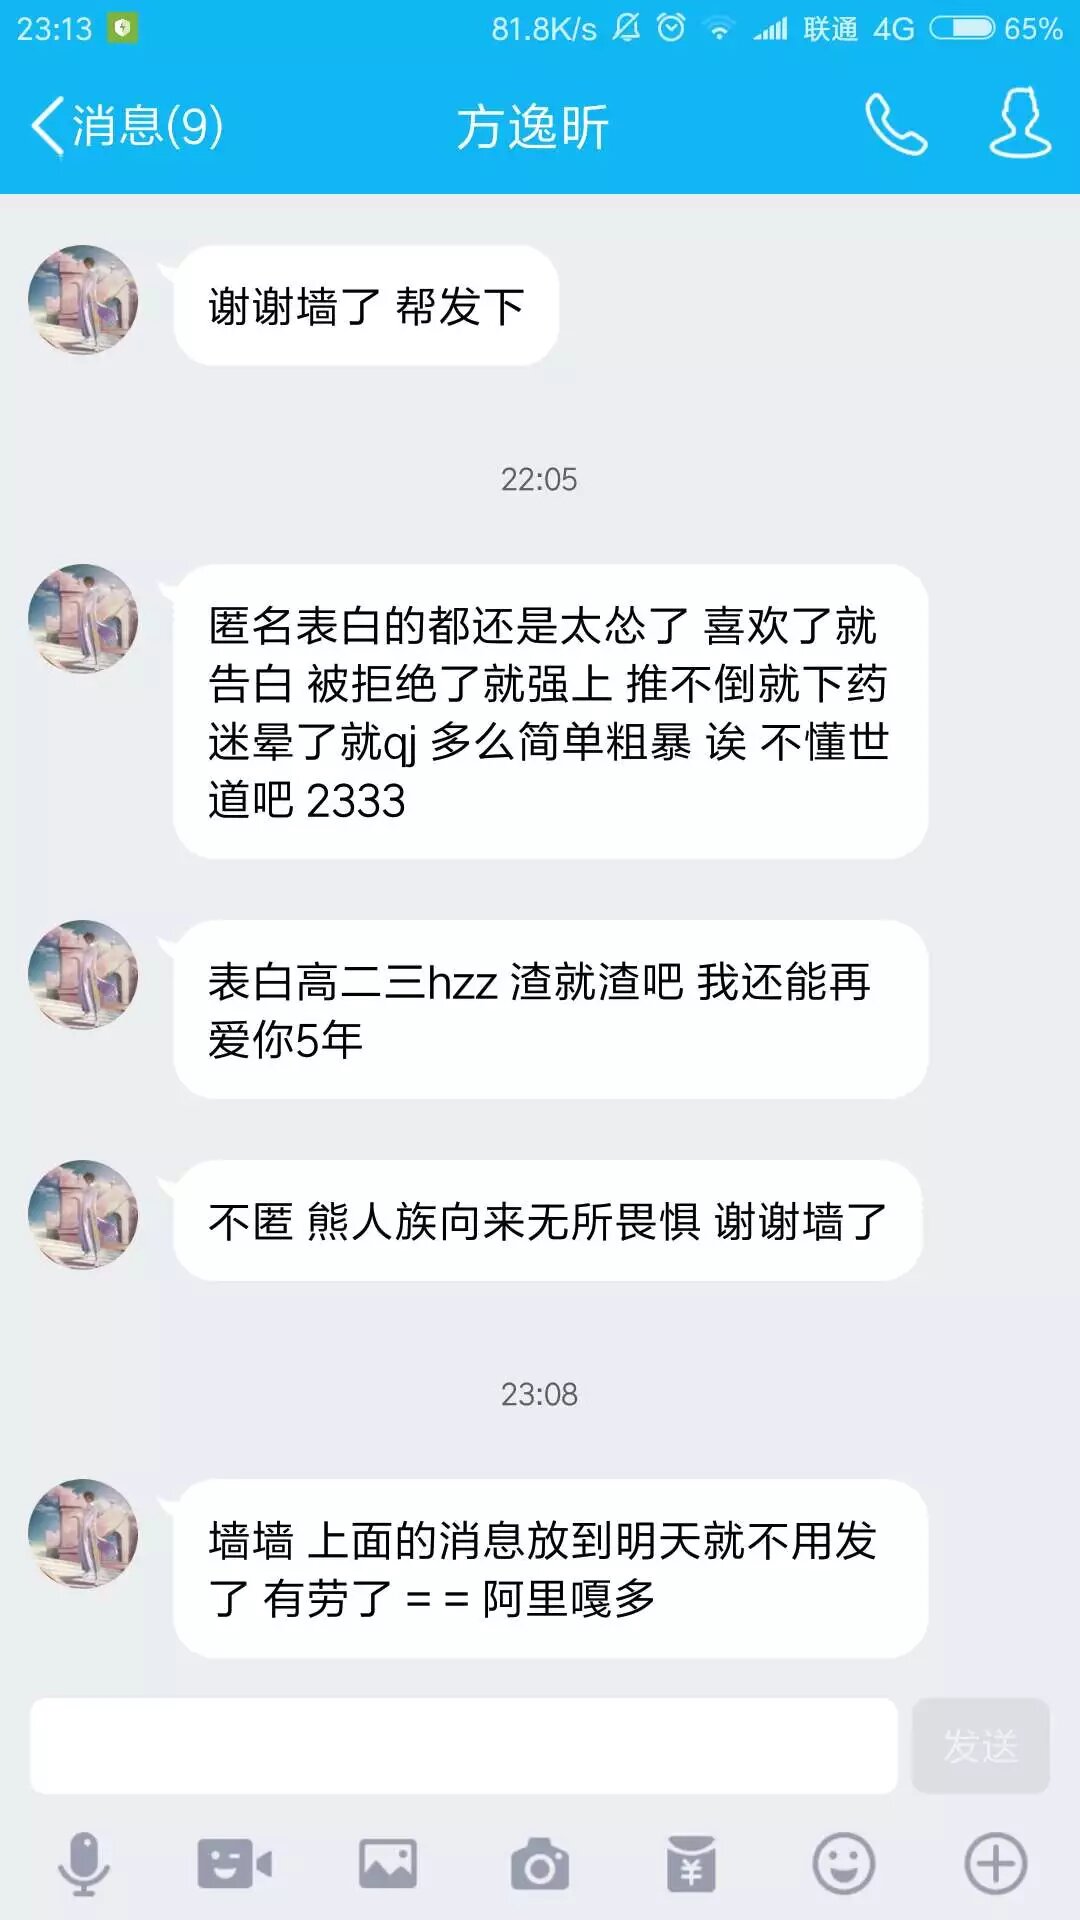 23:13 81.8K/s 联通 4G 65%
消息(9) 方逸昕
谢谢墙了 帮发下
22:05
匿名表白的都还是太怂了 喜欢了就
告白 被拒绝了就强上 推不倒就下药
迷晕了就qj 多么简单粗暴 诶 不懂世
道吧 2333
表白高二三hzz 渣就渣吧 我还能再
爱你5年
不匿 熊人族向来无所畏惧 谢谢墙了
23:08
墙墙 上面的消息放到明天就不用发
了 有劳了 = = 阿里嘎多
发送